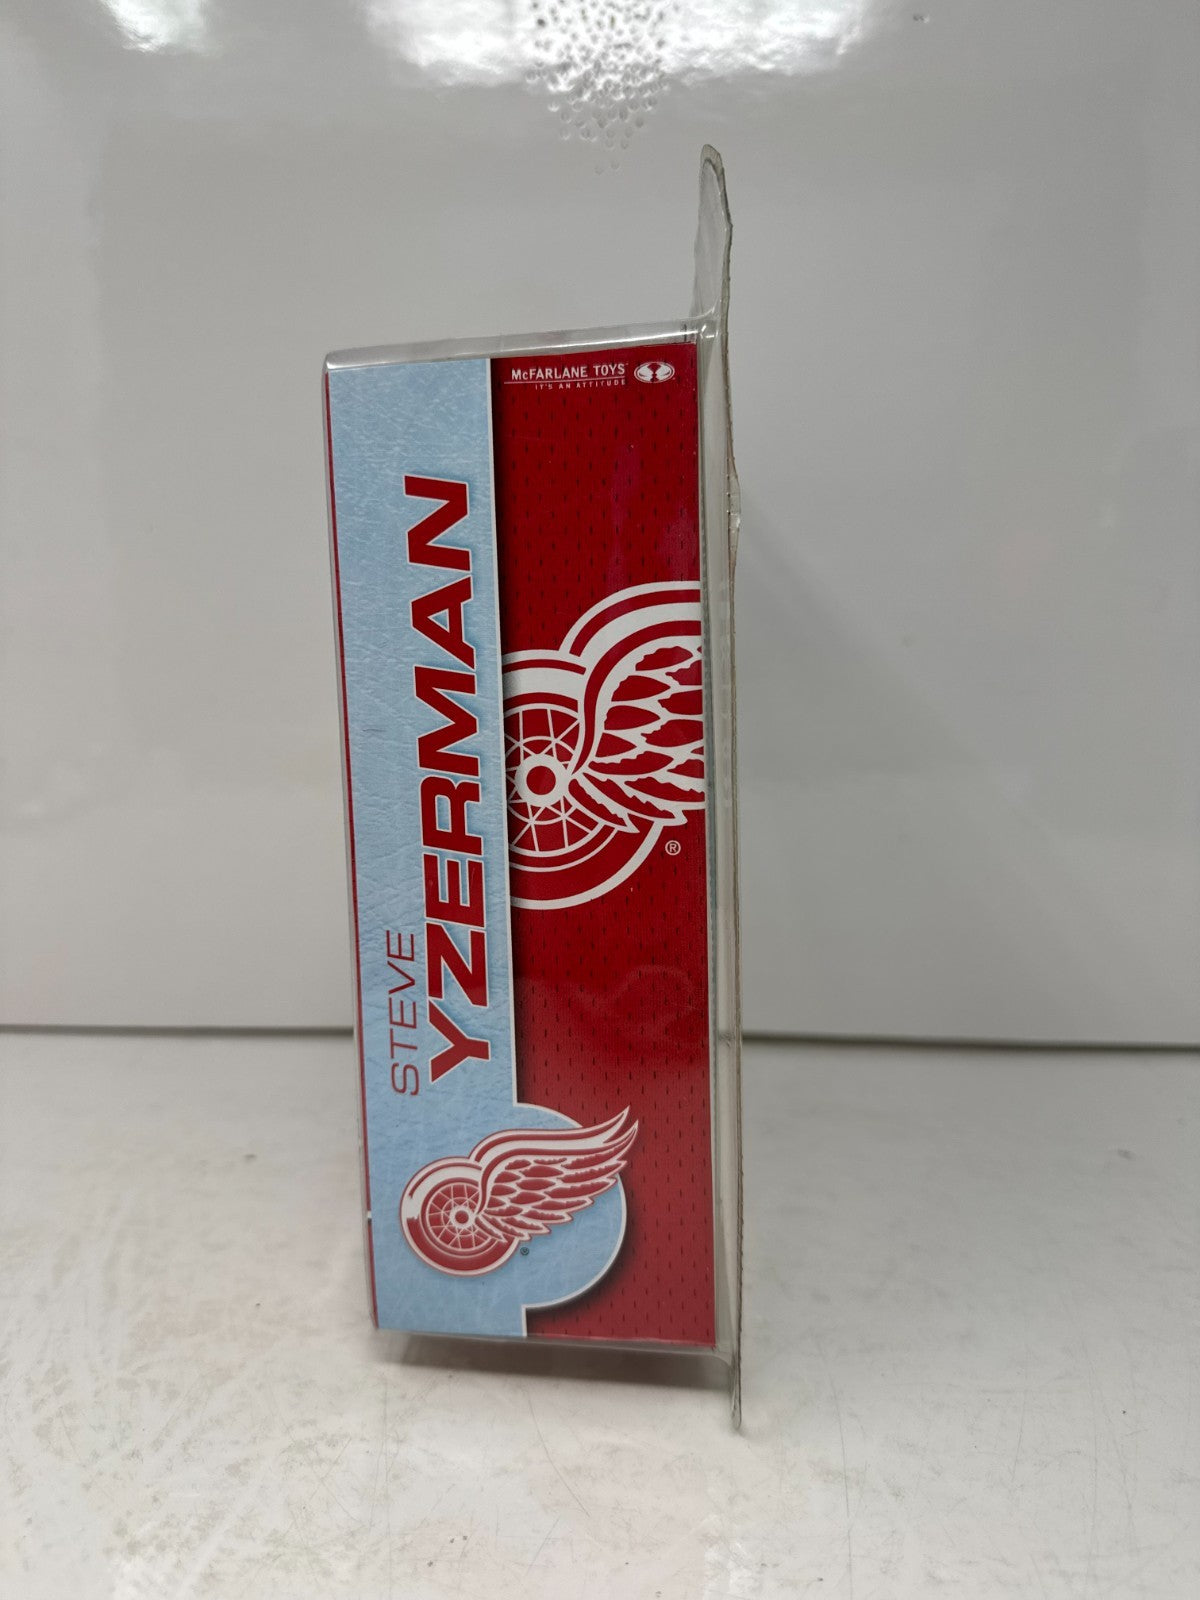 McFARLANE TOYS
IT'S AN ATTITUDE
STEVE
YZERMAN
®
®